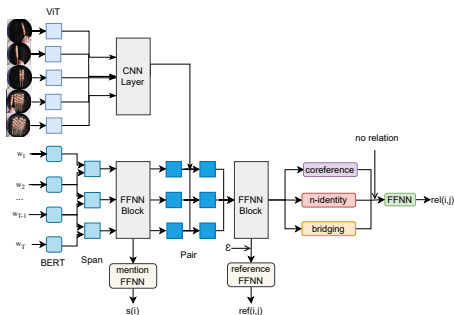 ViT
CNN
Layer
no relation
w1
w2
...
wT-1
wT
FFNN
Block
FFNN
Block
coreference
n-identity
bridging
FFNN
rel(i,j)
BERT
Span
Pair
ε
mention
FFNN
reference
FFNN
s(i)
ref(i,j)